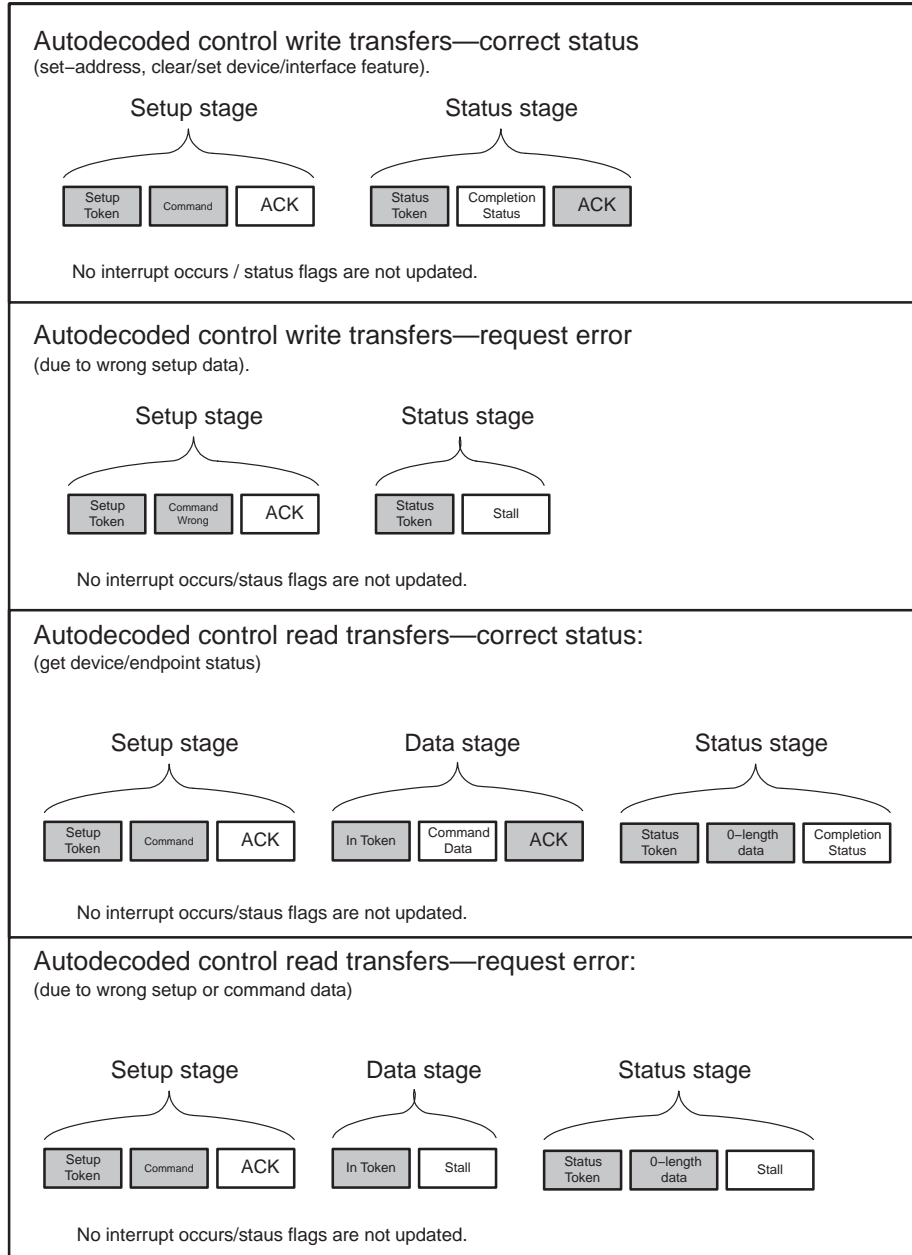 Autodecoded control write transfers—correct status
(set−address, clear/set device/interface feature).
Setup stage
Status stage
Setup
Token
Command
ACK
Status
Token
Completion
Status
ACK
No interrupt occurs / status flags are not updated.
Autodecoded control write transfers—request error
(due to wrong setup data).
Setup stage
Status stage
Setup
Token
Command
Wrong
ACK
Status
Token
Stall
No interrupt occurs/staus flags are not updated.
Autodecoded control read transfers—correct status:
(get device/endpoint status)
Setup stage
Data stage
Status stage
Setup
Token
Command
ACK
In Token
Command
Data
ACK
Status
Token
0−length
data
Completion
Status
No interrupt occurs/staus flags are not updated.
Autodecoded control read transfers—request error:
(due to wrong setup or command data)
Setup stage
Data stage
Status stage
Setup
Token
Command
ACK
In Token
Stall
Status
Token
0−length
data
Stall
No interrupt occurs/staus flags are not updated.